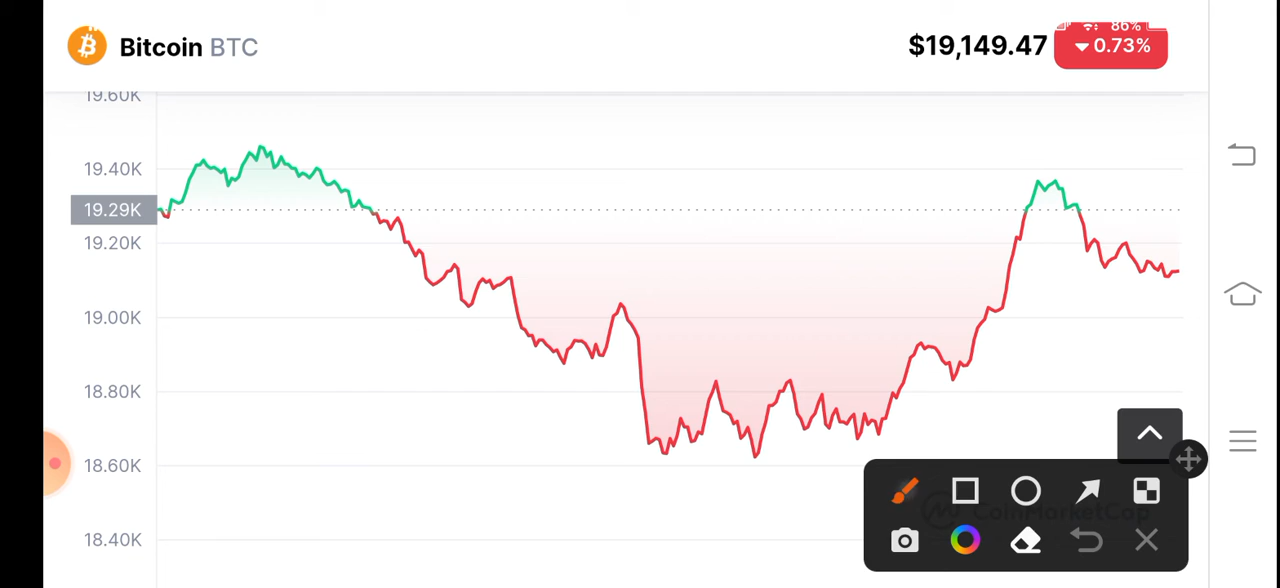 86%
Bitcoin BTC
$19,149.47
0.73%
19.60K
19.40K
19.29K
19.20K
19.00K
18.80K
18.60K
18.40K
CoinMarketCap